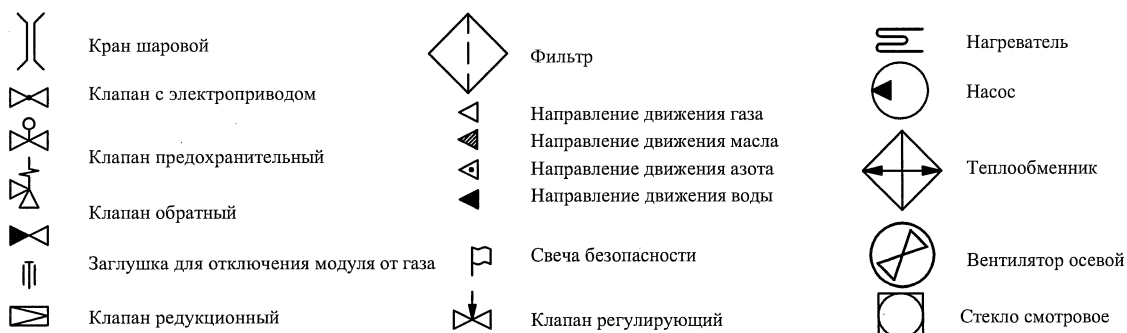 Кран шаровой
Клапан с электроприводом
Клапан предохранительный
Клапан обратный
Заглушка для отключения модуля от газа
Клапан редукционный
Фильтр
Направление движения газа
Направление движения масла
Направление движения азота
Направление движения воды
Свеча безопасности
Клапан регулирующий
Нагреватель
Насос
Теплообменник
Вентилятор осевой
Стекло смотровое